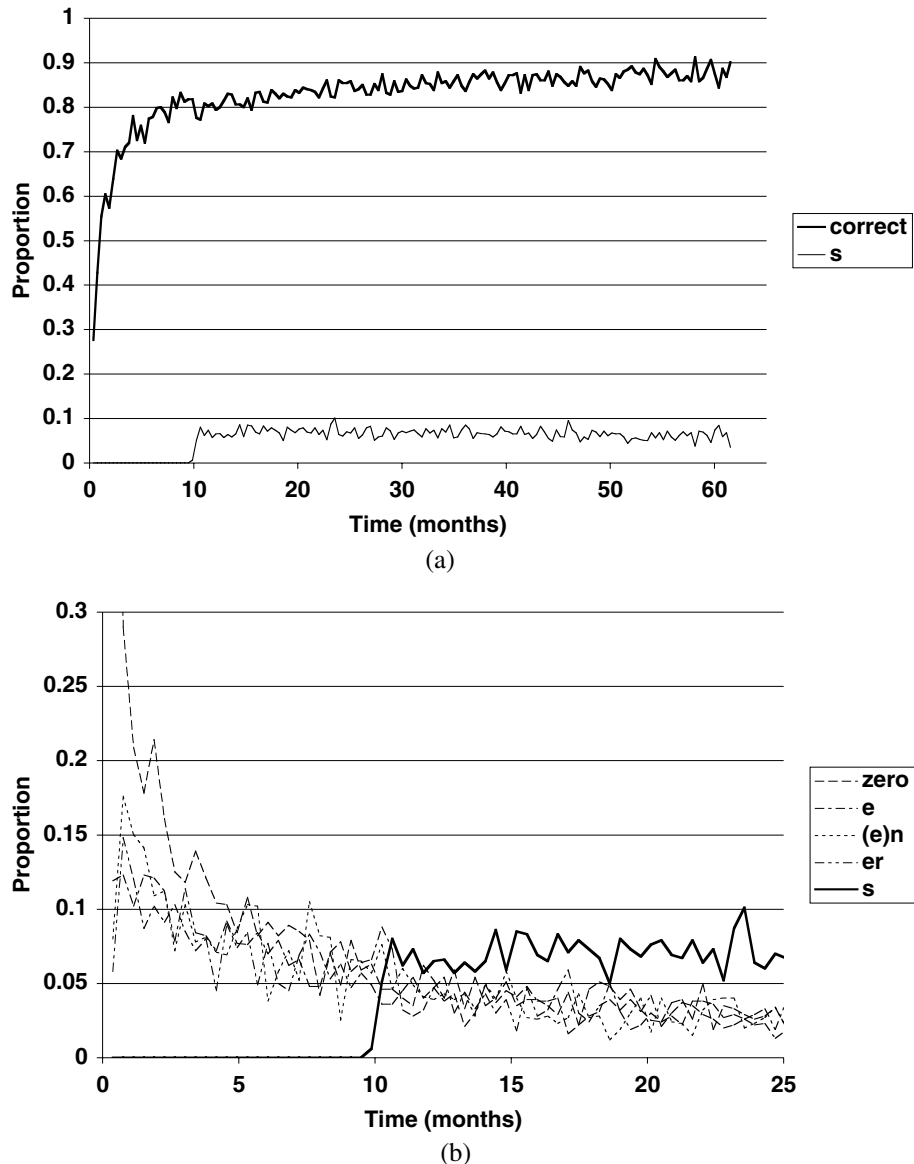 1
0.9
0.8
0.7
0.6
0.5
0.4
0.3
0.2
0.1
0
Proportion
0 10 20 30 40 50 60
Time (months)
correct
s
(a)
0.3
0.25
0.2
0.15
0.1
0.05
0
Proportion
0 5 10 15 20 25
Time (months)
zero
e
(e)n
er
s
(b)